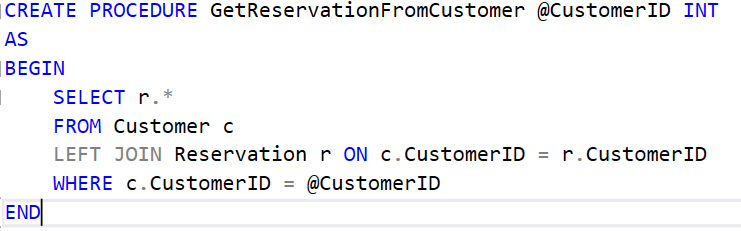 CREATE PROCEDURE GetReservationFromCustomer @CustomerID INT
AS
BEGIN
    SELECT r.*
    FROM Customer c
    LEFT JOIN Reservation r ON c.CustomerID = r.CustomerID
    WHERE c.CustomerID = @CustomerID
END